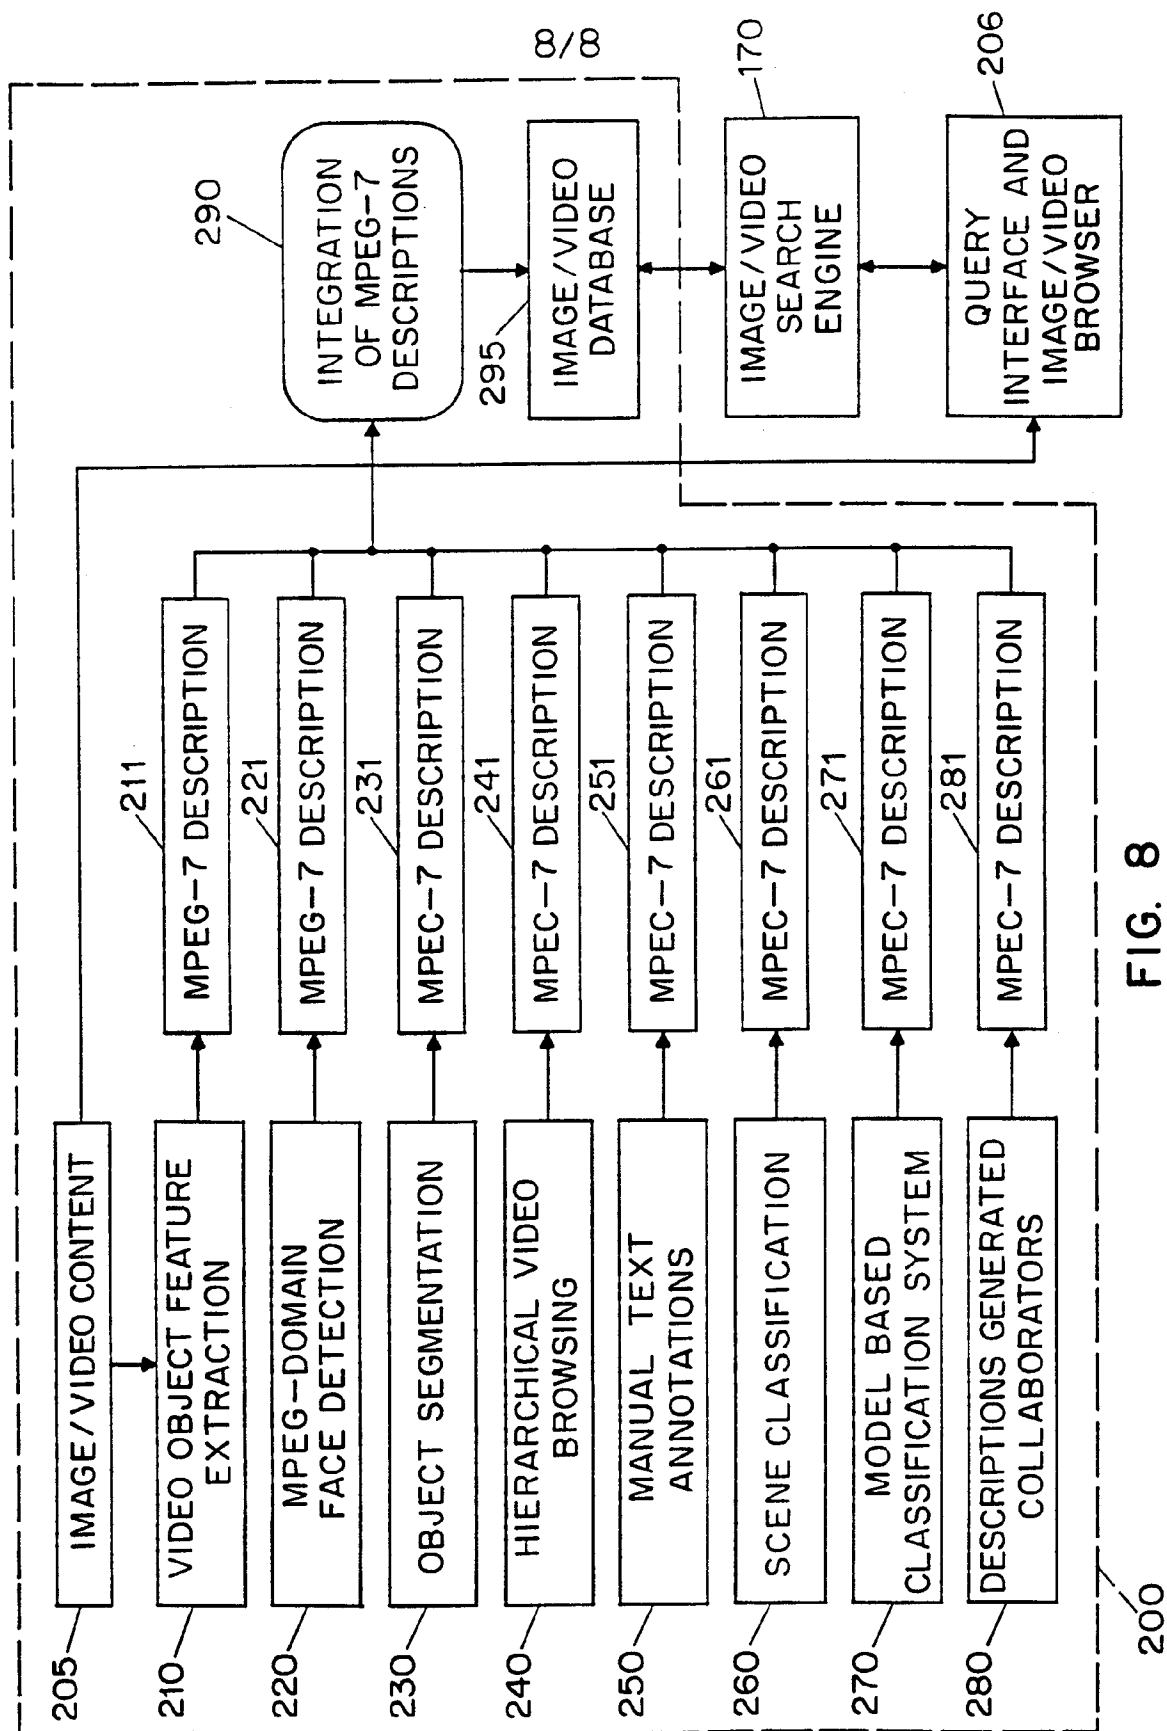 8/8
205
IMAGE/VIDEO CONTENT
210
VIDEO OBJECT FEATURE
EXTRACTION
211
MPEG-7 DESCRIPTION
220
MPEG-DOMAIN
FACE DETECTION
221
MPEG-7 DESCRIPTION
230
OBJECT SEGMENTATION
231
MPEC-7 DESCRIPTION
240
HIERARCHICAL VIDEO
BROWSING
241
MPEC-7 DESCRIPTION
250
MANUAL TEXT
ANNOTATIONS
251
MPEC-7 DESCRIPTION
260
SCENE CLASSIFICATION
261
MPEC-7 DESCRIPTION
270
MODEL BASED
CLASSIFICATION SYSTEM
271
MPEC-7 DESCRIPTION
280
DESCRIPTIONS GENERATED
COLLABORATORS
281
MPEC-7 DESCRIPTION
290
INTEGRATION
OF MPEG-7
DESCRIPTIONS
295
IMAGE/VIDEO
DATABASE
170
IMAGE/VIDEO
SEARCH
ENGINE
206
QUERY
INTERFACE AND
IMAGE/VIDEO
BROWSER
200
FIG. 8